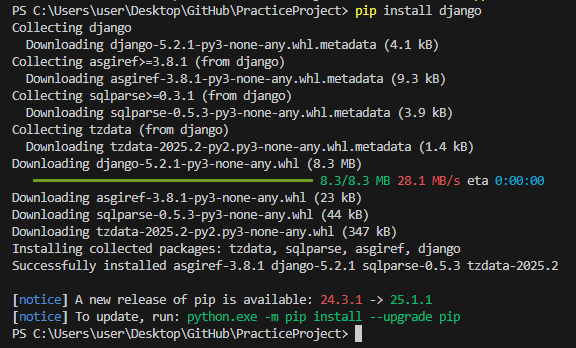 PS C:\Users\user\Desktop\GitHub\PracticeProject> pip install django
Collecting django
  Downloading django-5.2.1-py3-none-any.whl.metadata (4.1 kB)
Collecting asgiref>=3.8.1 (from django)
  Downloading asgiref-3.8.1-py3-none-any.whl.metadata (9.3 kB)
Collecting sqlparse>=0.3.1 (from django)
  Downloading sqlparse-0.5.3-py3-none-any.whl.metadata (3.9 kB)
Collecting tzdata (from django)
  Downloading tzdata-2025.2-py2.py3-none-any.whl.metadata (1.4 kB)
Downloading django-5.2.1-py3-none-any.whl (8.3 MB)
8.3/8.3 MB 28.1 MB/s eta 0:00:00
Downloading asgiref-3.8.1-py3-none-any.whl (23 kB)
Downloading sqlparse-0.5.3-py3-none-any.whl (44 kB)
Downloading tzdata-2025.2-py2.py3-none-any.whl (347 kB)
Installing collected packages: tzdata, sqlparse, asgiref, django
Successfully installed asgiref-3.8.1 django-5.2.1 sqlparse-0.5.3 tzdata-2025.2

[notice] A new release of pip is available: 24.3.1 -> 25.1.1
[notice] To update, run: python.exe -m pip install --upgrade pip
PS C:\Users\user\Desktop\GitHub\PracticeProject>